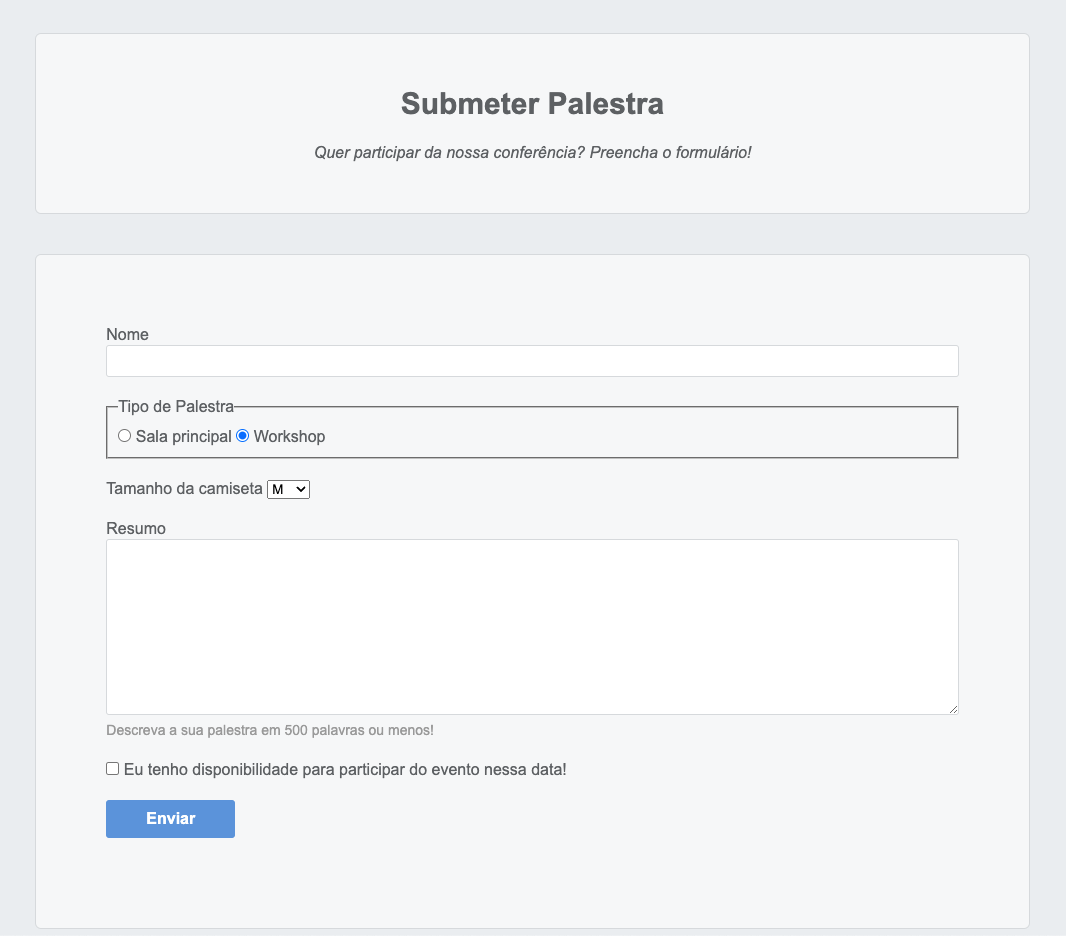 Submeter Palestra
Quer participar da nossa conferência? Preencha o formulário!
Nome
Tipo de Palestra
Sala principal Workshop
Tamanho da camiseta M
Resumo
Descreva a sua palestra em 500 palavras ou menos!
Eu tenho disponibilidade para participar do evento nessa data!
Enviar